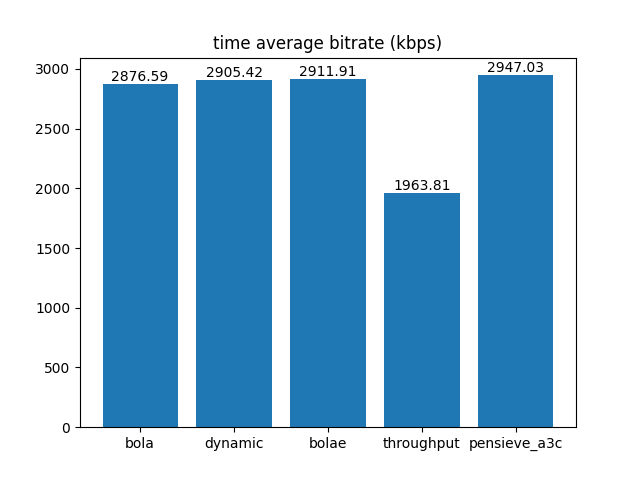 time average bitrate (kbps)
3000
2500
2000
1500
1000
500
0
2876.59
2905.42
2911.91
1963.81
2947.03
bola
dynamic
bolae
throughput
pensieve_a3c